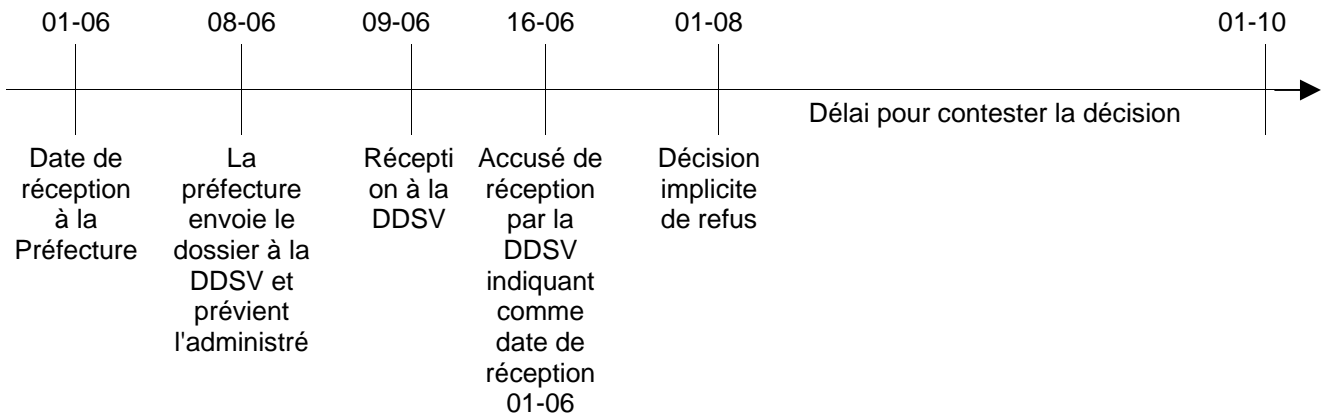 01-06 08-06 09-06 16-06 01-08 01-10
Délai pour contester la décision
Date de
réception
à la
Préfecture
La
préfecture
envoie le
dossier à la
DDSV et
prévient
l'administré
Récepti
on à la
DDSV
Accusé de
réception
par la
DDSV
indiquant
comme
date de
réception
01-06
Décision
implicite
de refus